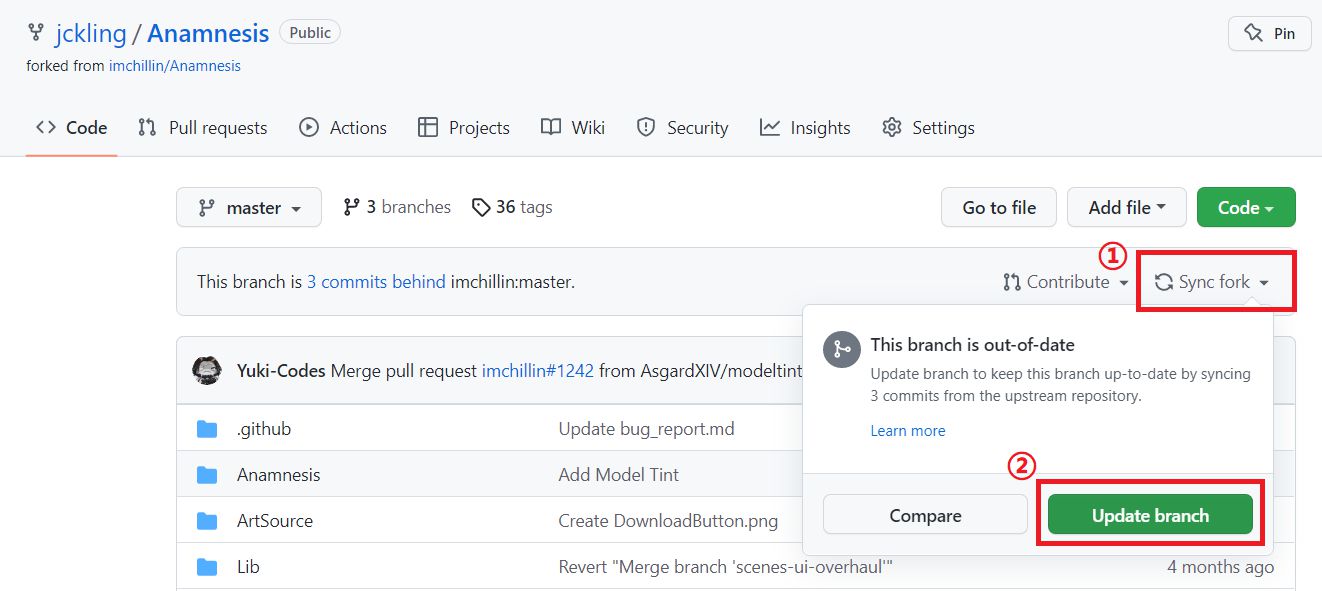 jckling / Anamnesis Public
Pin
forked from imchillin/Anamnesis
Code Pull requests Actions Projects Wiki Security Insights Settings
master 3 branches 36 tags Go to file Add file Code
①
This branch is 3 commits behind imchillin:master. Contribute Sync fork
This branch is out-of-date
Update branch to keep this branch up-to-date by syncing
3 commits from the upstream repository.
Learn more
②
Compare Update branch
Yuki-Codes Merge pull request imchillin#1242 from AsgardXIV/modeltint
.github Update bug_report.md
Anamnesis Add Model Tint
ArtSource Create DownloadButton.png
Lib Revert "Merge branch 'scenes-ui-overhaul'" 4 months ago